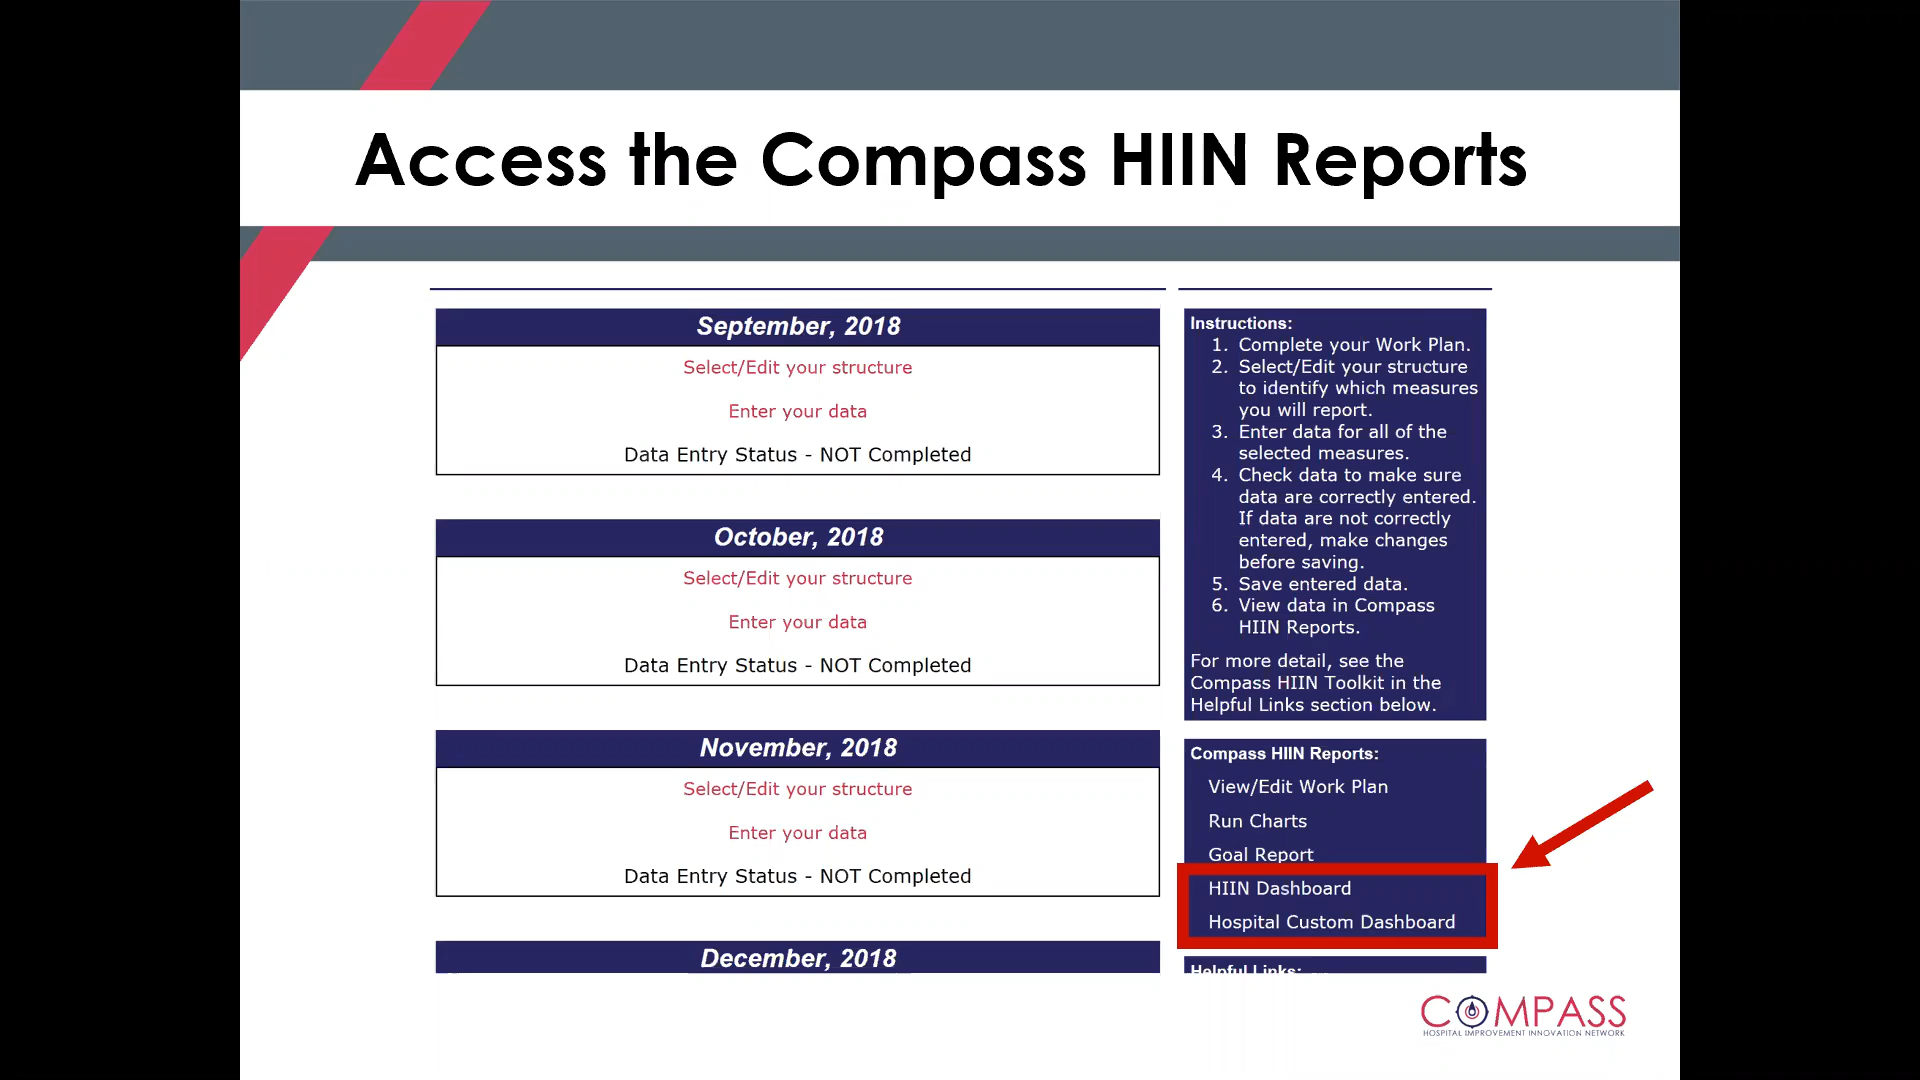 Access the Compass HIIN Reports
September, 2018
Select/Edit your structure
Enter your data
Data Entry Status - NOT Completed
October, 2018
Select/Edit your structure
Enter your data
Data Entry Status - NOT Completed
November, 2018
Select/Edit your structure
Enter your data
Data Entry Status - NOT Completed
December, 2018
Instructions:
1. Complete your Work Plan.
2. Select/Edit your structure
to identify which measures
you will report.
3. Enter data for all of the
selected measures.
4. Check data to make sure
data are correctly entered.
If data are not correctly
entered, make changes
before saving.
5. Save entered data.
6. View data in Compass
HIIN Reports.
For more detail, see the
Compass HIIN Toolkit in the
Helpful Links section below.
Compass HIIN Reports:
View/Edit Work Plan
Run Charts
Goal Report
HIIN Dashboard
Hospital Custom Dashboard
Helpful Links:
COMPASS
HOSPITAL IMPROVEMENT INNOVATION NETWORK